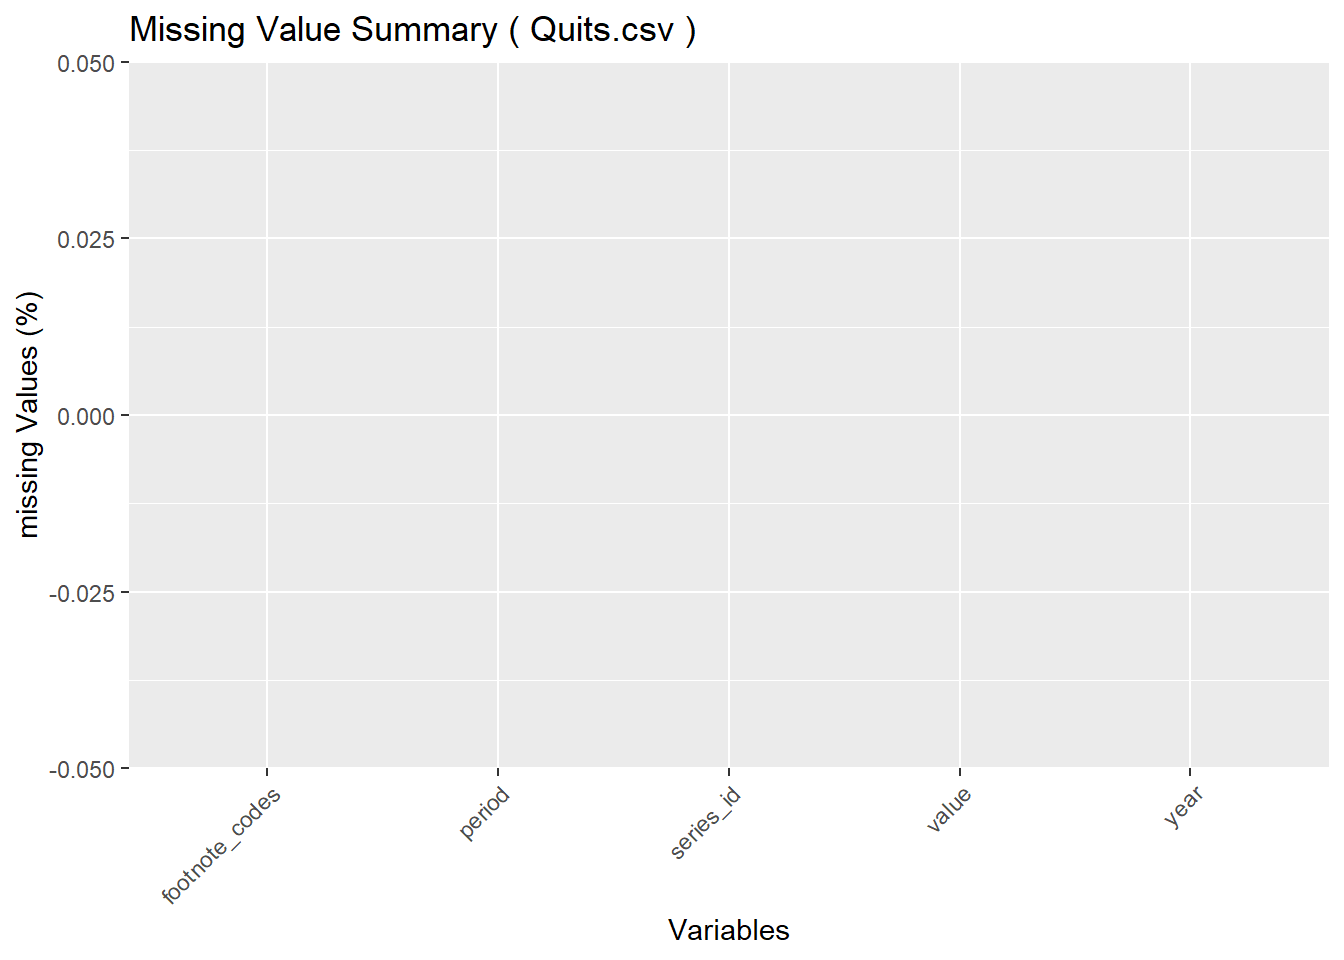 Missing Value Summary ( Quits.csv )
0.050
0.025
0.000
-0.025
-0.050
missing Values (%)
footnote_codes
period
series_id
value
year
Variables